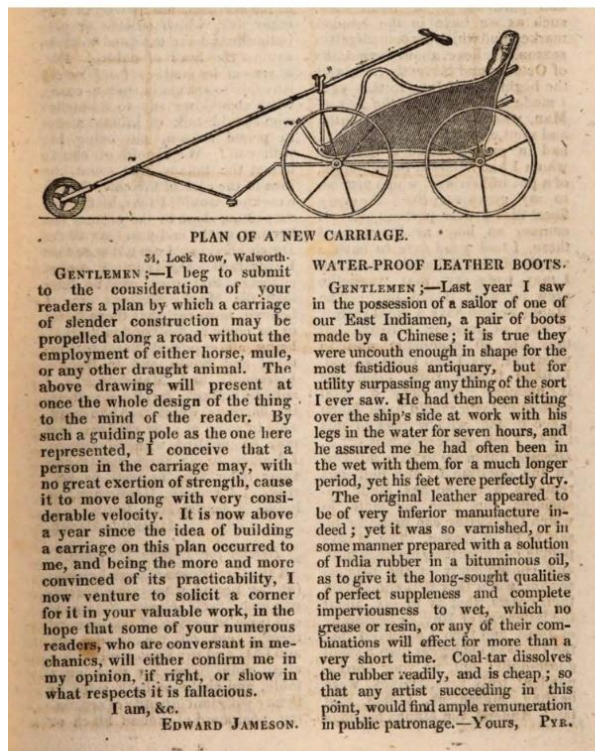 PLAN OF A NEW CARRIAGE.
34, Lock Row, Walworth.
GENTLEMEN;—I beg to submit
to the consideration of your
readers a plan by which a carriage
of slender construction may be
propelled along a road without the
employment of either horse, mule,
or any other draught animal. The
above drawing will present at
once the whole design of the thing
to the mind of the reader. By
such a guiding pole as the one here
represented, I conceive that a
person in the carriage may, with
no great exertion of strength, cause
it to move along with very consi-
derable velocity. It is now above
a year since the idea of building
a carriage on this plan occurred to
me, and being the more and more
convinced of its practicability, I
now venture to solicit a corner
for it in your valuable work, in the
hope that some of your numerous
readers, who are conversant in me-
chanics, will either confirm me in
my opinion, if right, or show in
what respects it is fallacious.
I am, &c.
EDWARD JAMESON.
WATER-PROOF LEATHER BOOTS.
GENTLEMEN;—Last year I saw
in the possession of a sailor of one of
our East Indiamen, a pair of boots
made by a Chinese; it is true they
were uncouth enough in shape for the
most fastidious antiquary, but for
utility surpassing any thing of the sort
I ever saw. He had then been sitting
over the ship's side at work with his
legs in the water for seven hours, and
he assured me he had often been in
the wet with them for a much longer
period, yet his feet were perfectly dry.
The original leather appeared to
be of very inferior manufacture in-
deed; yet it was so varnished, or in
some manner prepared with a solution
of India rubber in a bituminous oil,
as to give it the long-sought qualities
of perfect suppleness and complete
imperviousness to wet, which no
grease or resin, or any of their com-
binations will effect for more than a
very short time. Coal-tar dissolves
the rubber readily, and is cheap; so
that any artist succeeding in this
point, would find ample remuneration
in public patronage.—Yours, PYR.